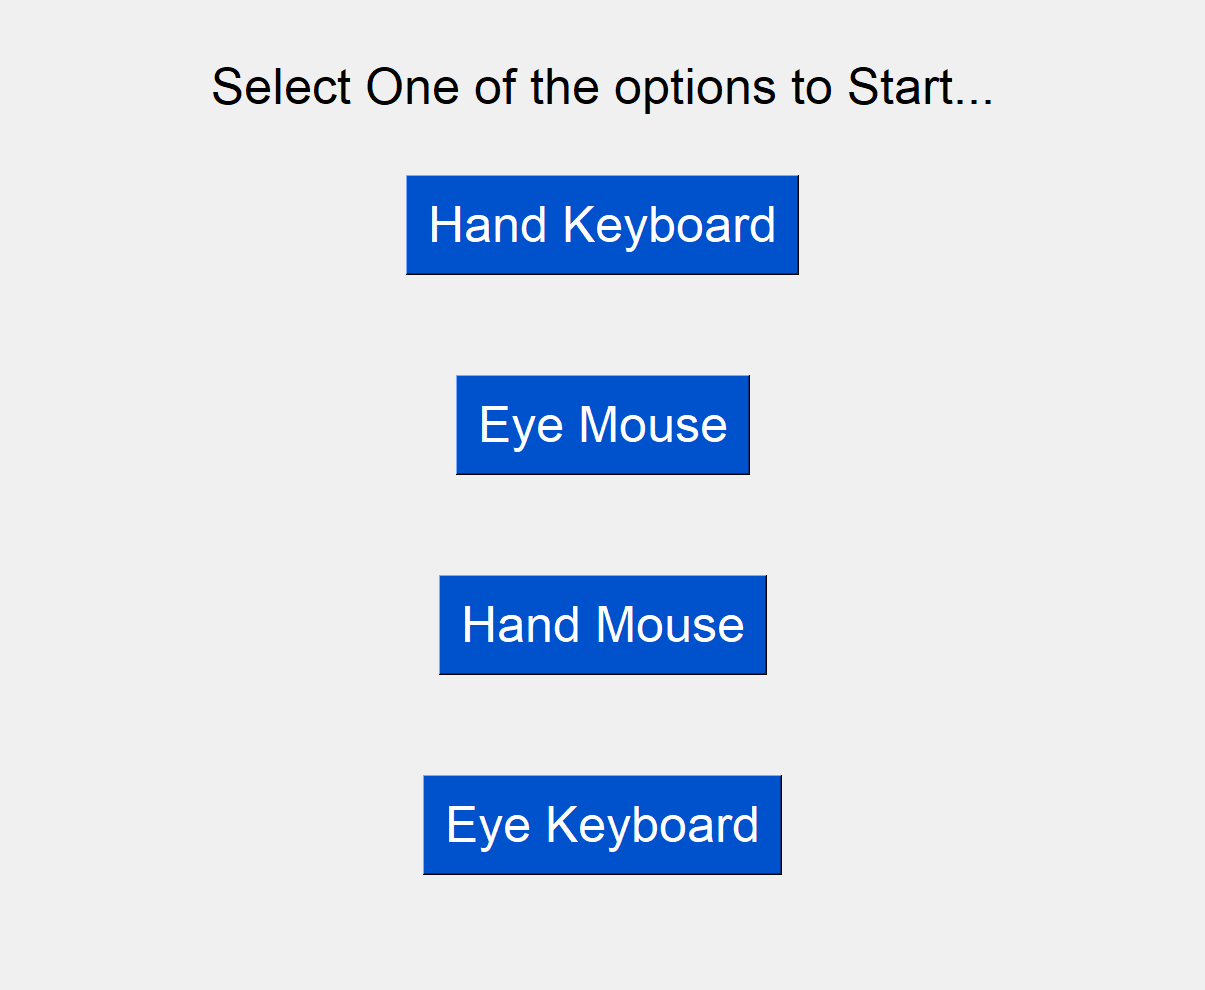 Select One of the options to Start...
Hand Keyboard
Eye Mouse
Hand Mouse
Eye Keyboard